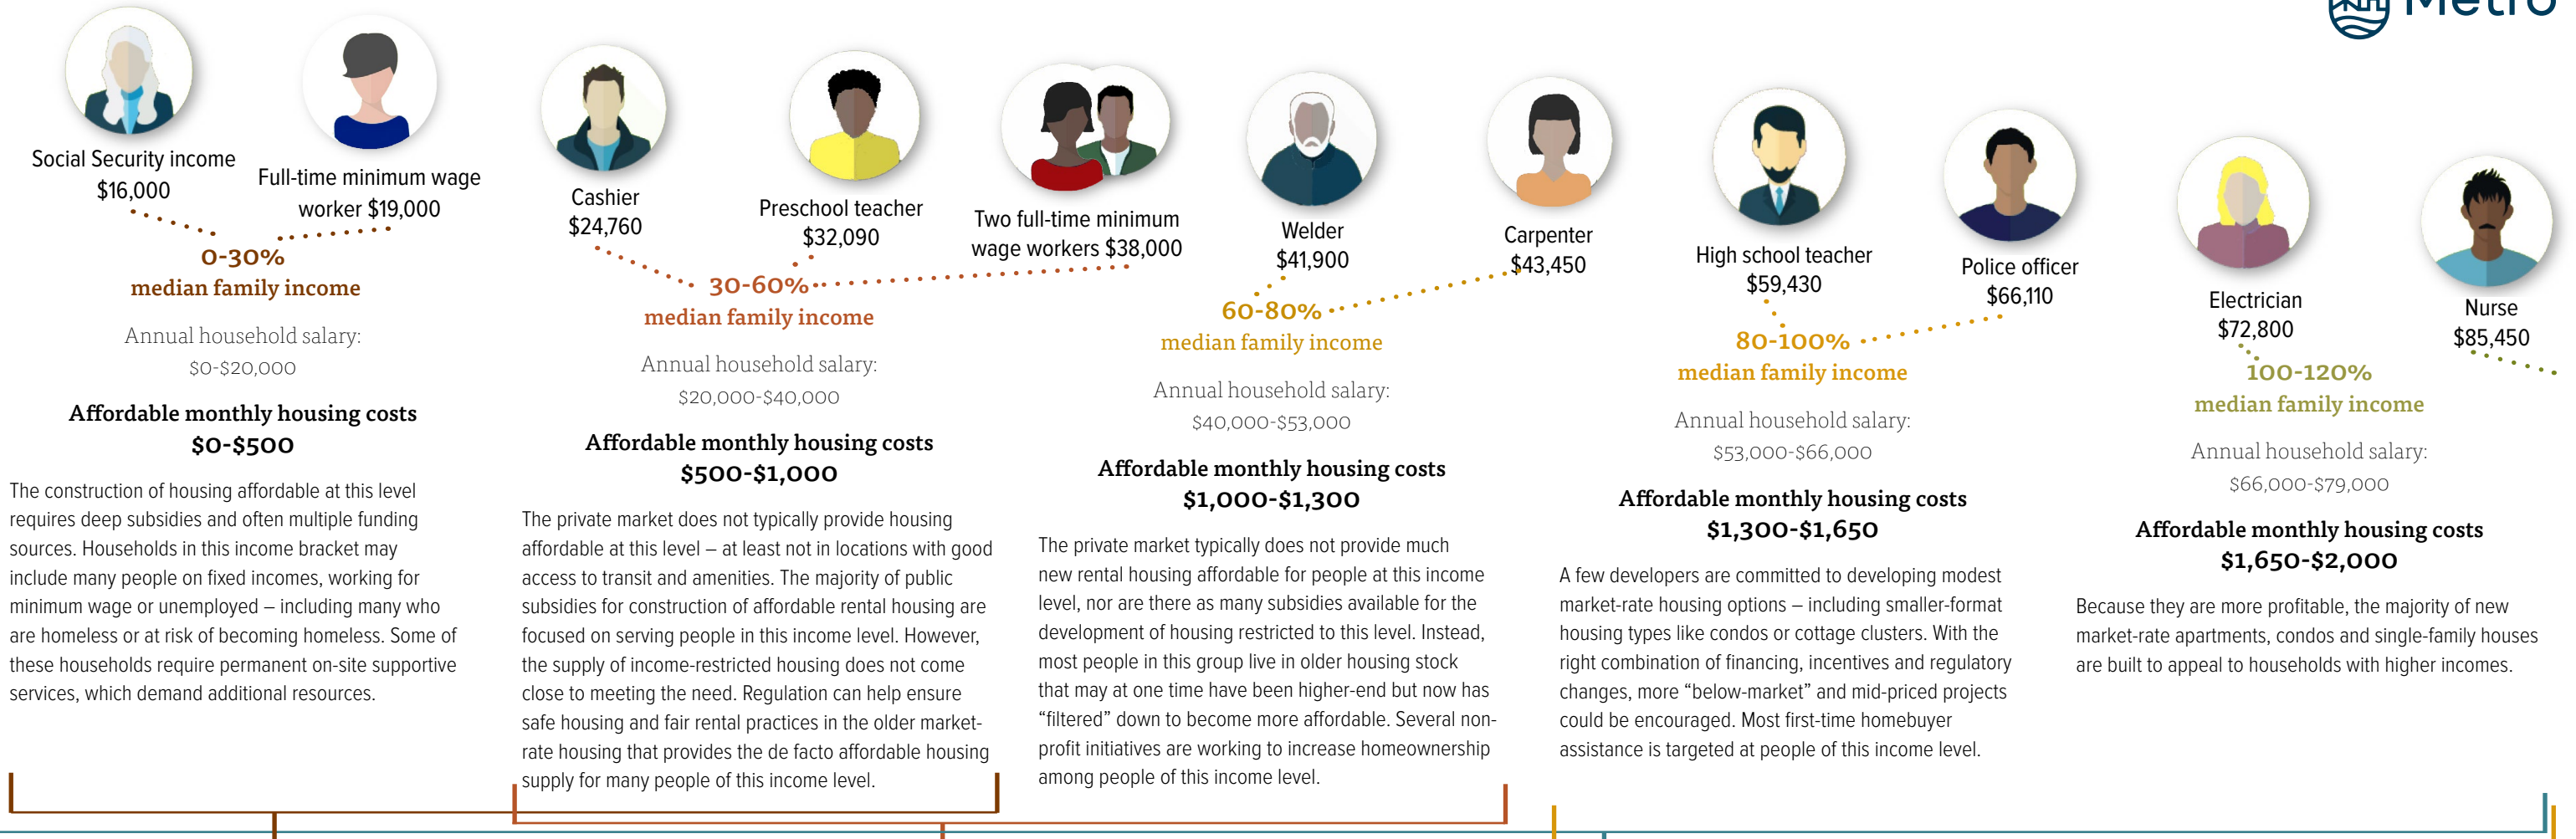 Metro
Social Security income
$16,000
Full-time minimum wage
worker $19,000
0-30%
median family income
Annual household salary:
$0-$20,000
Affordable monthly housing costs
$0-$500
The construction of housing affordable at this level
requires deep subsidies and often multiple funding
sources. Households in this income bracket may
include many people on fixed incomes, working for
minimum wage or unemployed – including many who
are homeless or at risk of becoming homeless. Some of
these households require permanent on-site supportive
services, which demand additional resources.
Cashier
$24,760
Preschool teacher
$32,090
Two full-time minimum
wage workers $38,000
30-60%
median family income
Annual household salary:
$20,000-$40,000
Affordable monthly housing costs
$500-$1,000
The private market does not typically provide housing
affordable at this level – at least not in locations with good
access to transit and amenities. The majority of public
subsidies for construction of affordable rental housing are
focused on serving people in this income level. However,
the supply of income-restricted housing does not come
close to meeting the need. Regulation can help ensure
safe housing and fair rental practices in the older market-
rate housing that provides the de facto affordable housing
supply for many people of this income level.
Welder
$41,900
Carpenter
$43,450
60-80%
median family income
Annual household salary:
$40,000-$53,000
Affordable monthly housing costs
$1,000-$1,300
The private market typically does not provide much
new rental housing affordable for people at this income
level, nor are there as many subsidies available for the
development of housing restricted to this level. Instead,
most people in this group live in older housing stock
that may at one time have been higher-end but now has
“filtered” down to become more affordable. Several non-
profit initiatives are working to increase homeownership
among people of this income level.
High school teacher
$59,430
Police officer
$66,110
80-100%
median family income
Annual household salary:
$53,000-$66,000
Affordable monthly housing costs
$1,300-$1,650
A few developers are committed to developing modest
market-rate housing options – including smaller-format
housing types like condos or cottage clusters. With the
right combination of financing, incentives and regulatory
changes, more “below-market” and mid-priced projects
could be encouraged. Most first-time homebuyer
assistance is targeted at people of this income level.
Electrician
$72,800
Nurse
$85,450
100-120%
median family income
Annual household salary:
$66,000-$79,000
Affordable monthly housing costs
$1,650-$2,000
Because they are more profitable, the majority of new
market-rate apartments, condos and single-family houses
are built to appeal to households with higher incomes.